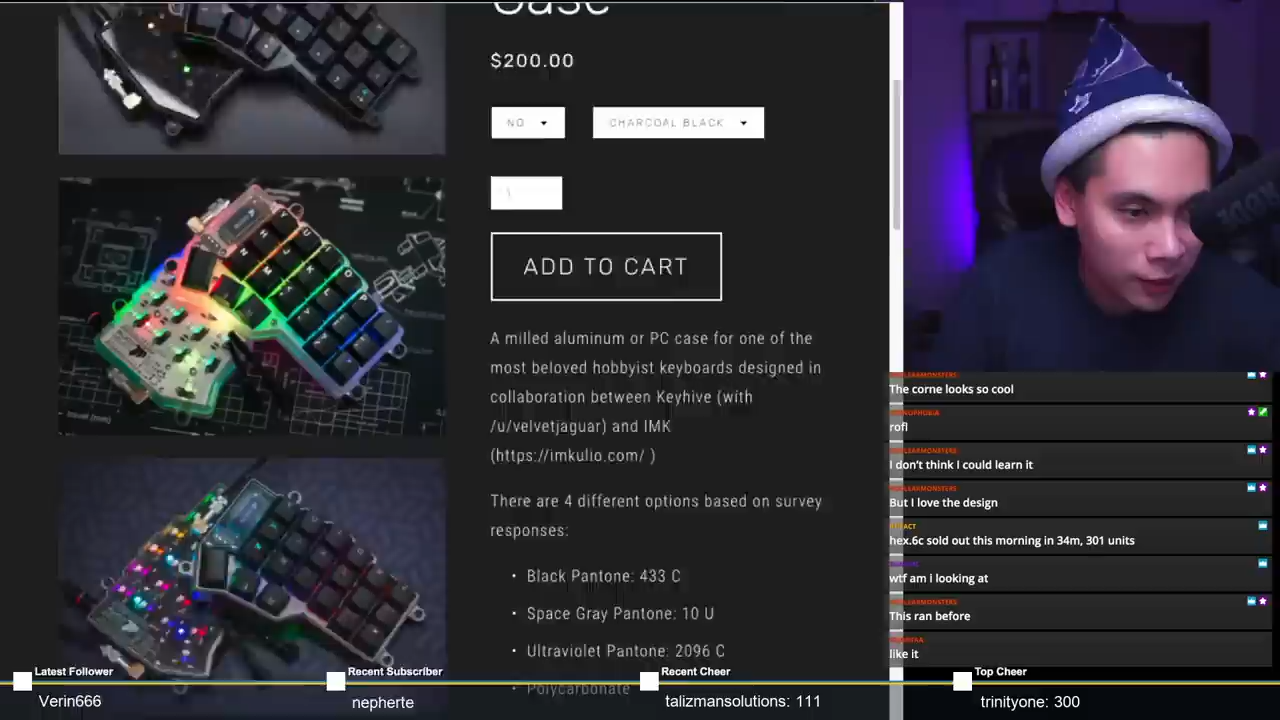 Case
$200.00
NO
CHARCOAL BLACK
1
ADD TO CART
A milled aluminum or PC case for one of the
most beloved hobbyist keyboards designed in
collaboration between Keyhive (with
/u/velvetjaguar) and IMK
(https://imkulio.com/ )
There are 4 different options based on survey
responses:
• Black Pantone: 433 C
• Space Gray Pantone: 10 U
• Ultraviolet Pantone: 2096 C
• Polycarbonate
The corne looks so cool
rofl
I don't think I could learn it
But I love the design
hex.6c sold out this morning in 34m, 301 units
wtf am i looking at
This ran before
like it
Latest Follower
Verin666
Recent Subscriber
nepherte
Recent Cheer
talizmansolutions: 111
Top Cheer
trinityone: 300